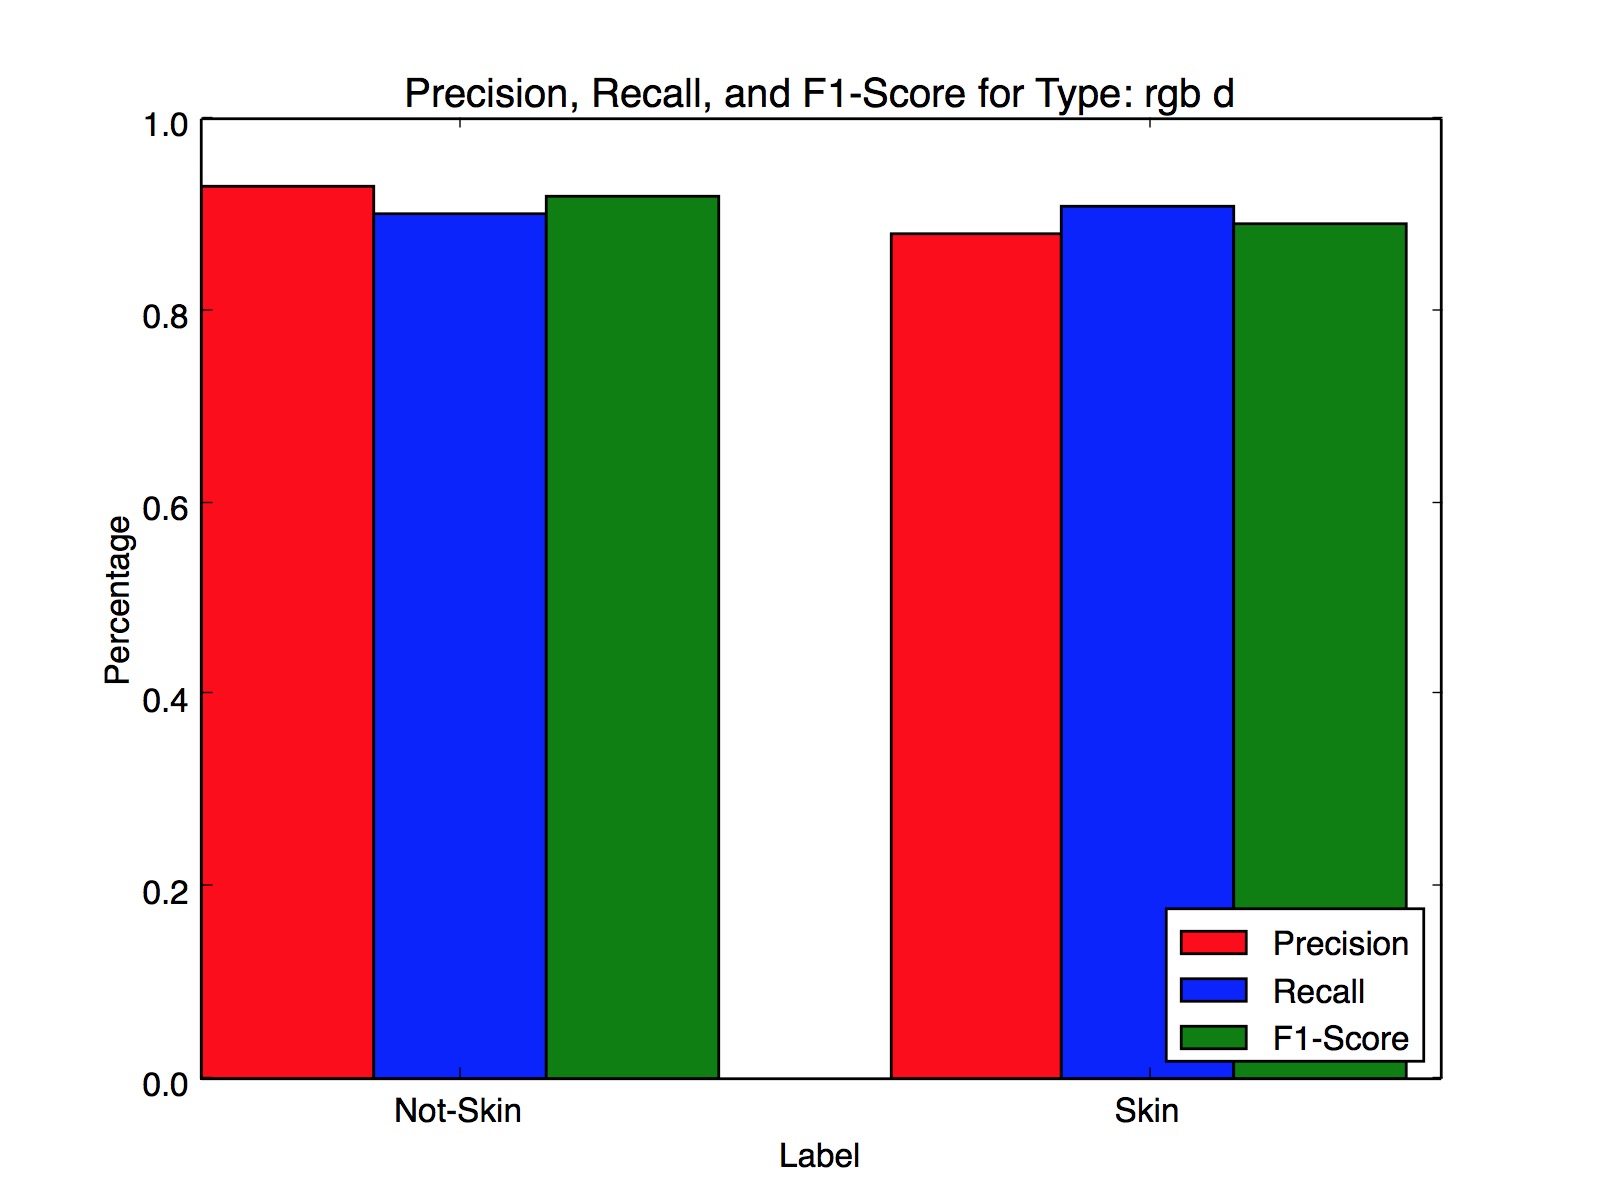 Precision, Recall, and F1-Score for Type: rgb d
1.0
0.8
0.6
0.4
0.2
0.0
Percentage
Not-Skin
Skin
Label
Precision
Recall
F1-Score